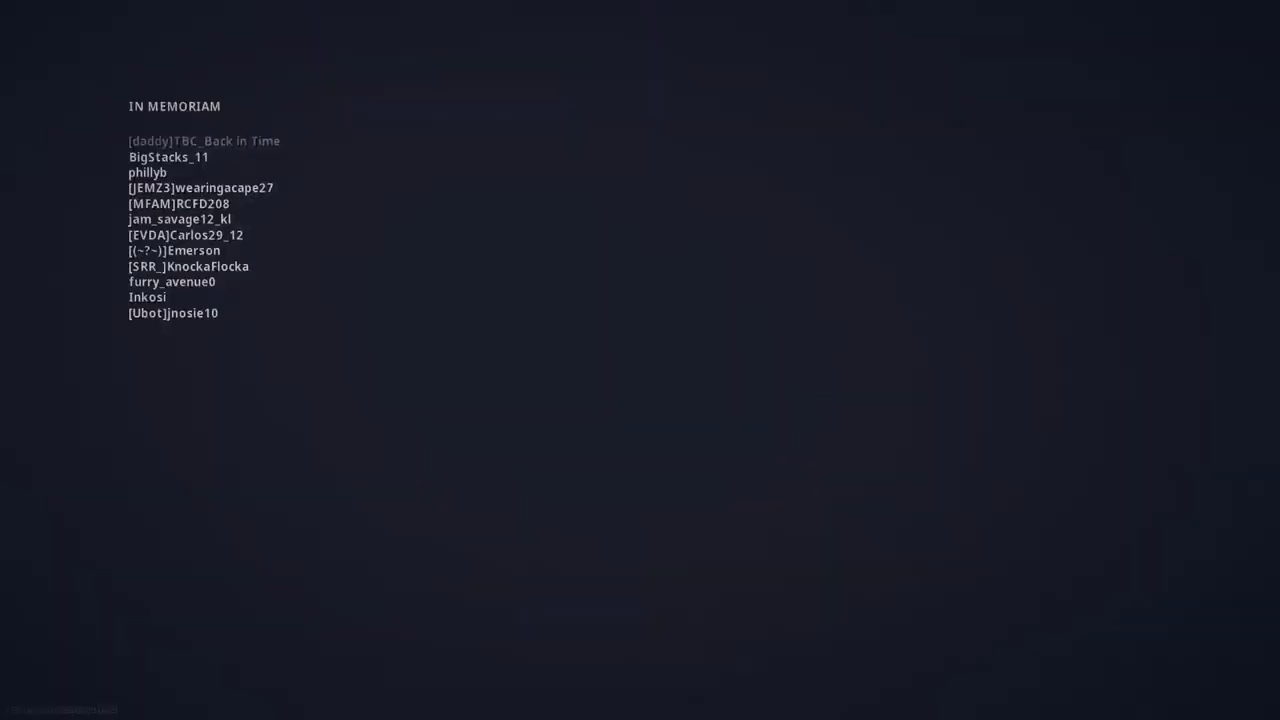 IN MEMORIAM
[daddy]TBC_Back in Time
BigStacks_11
phillyb
[JEMZ3]wearingacape27
[MFAM]RCFD208
jam_savage12_kl
[EVDA]Carlos29_12
[(~?~)]Emerson
[SRR_]KnockaFlocka
furry_avenue0
Inkosi
[Ubot]jnosie10